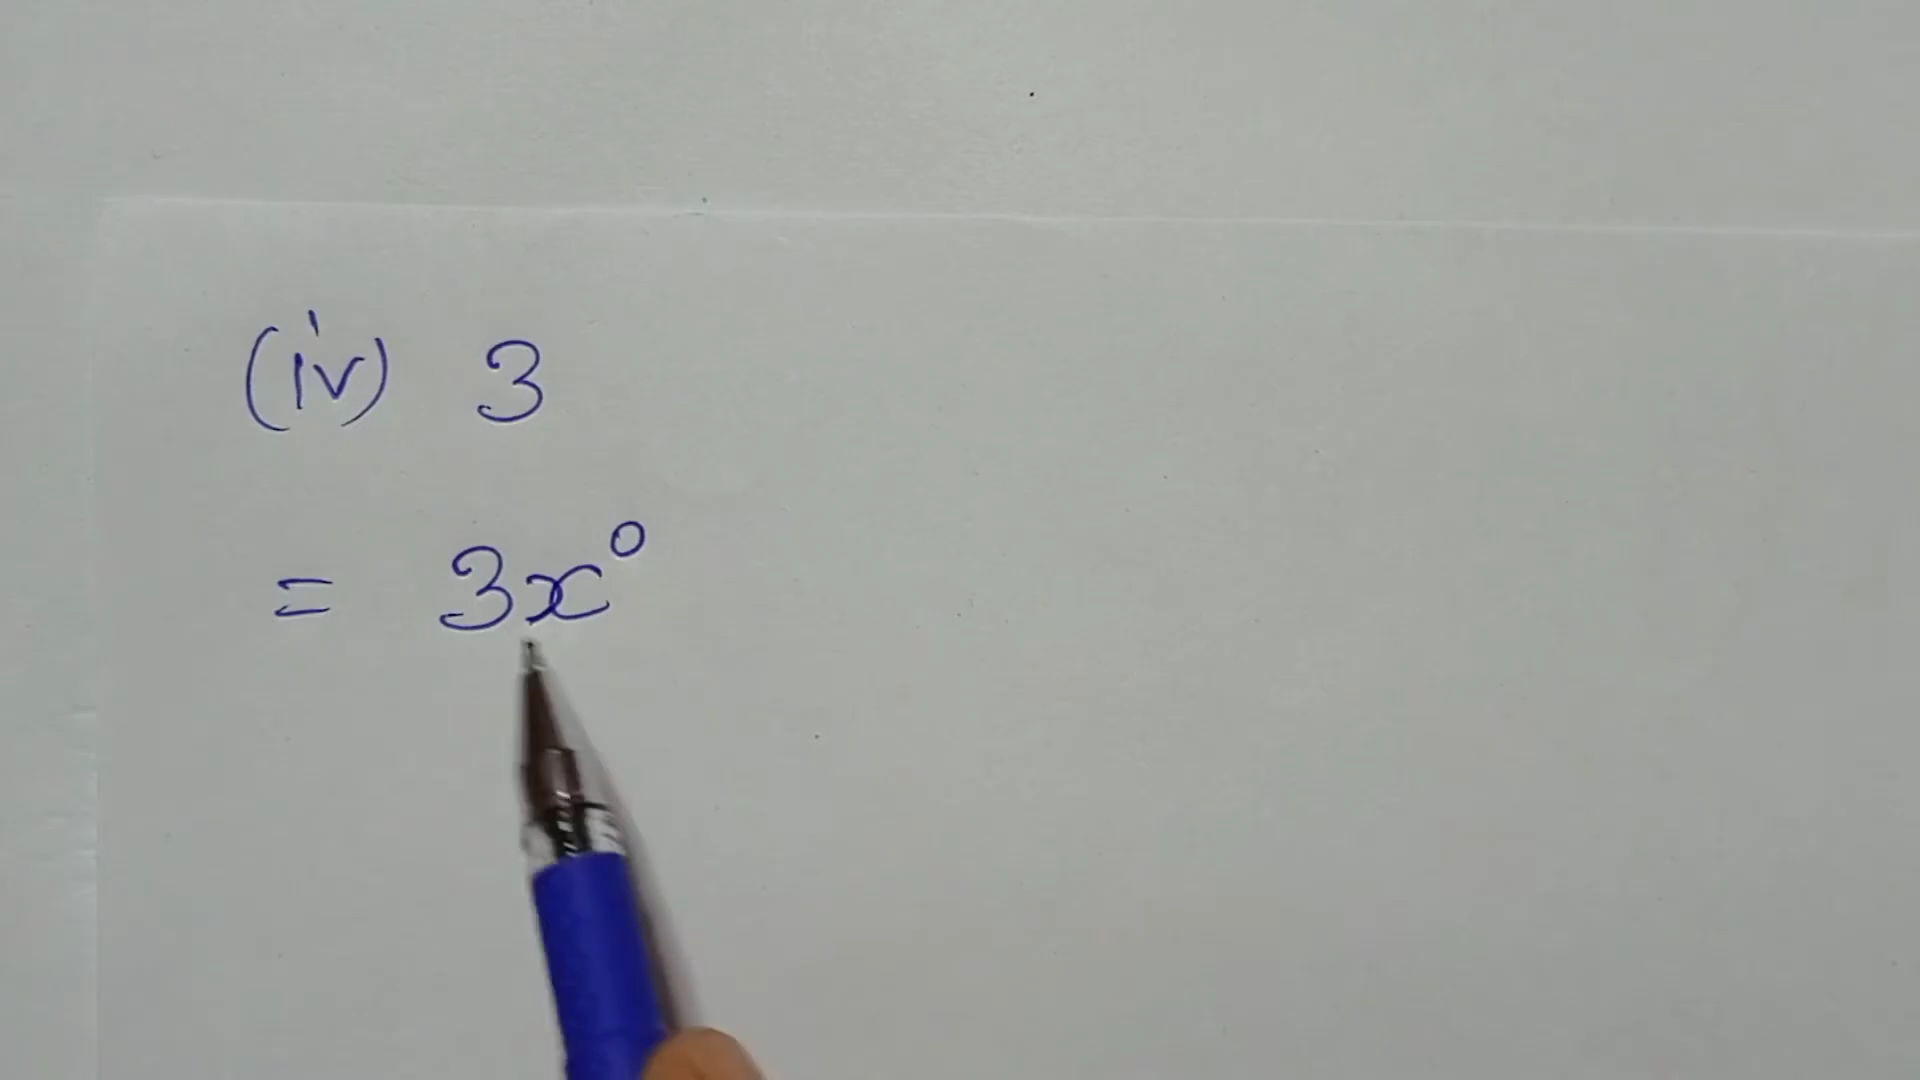 (iv) 3
= 3x⁰